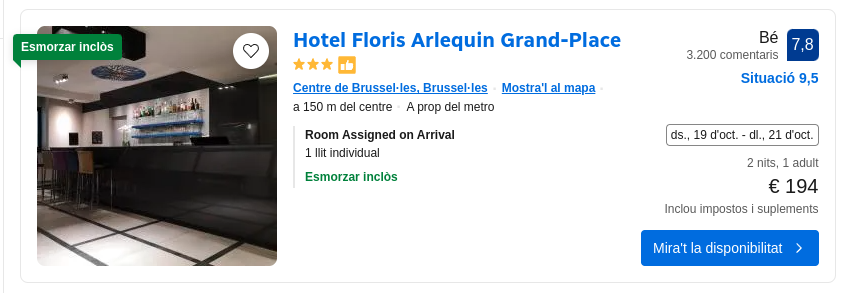 Esmorzar inclòs
Hotel Floris Arlequin Grand-Place
Centre de Brussel·les, Brussel·les · Mostra'l al mapa ·
a 150 m del centre · A prop del metro
Room Assigned on Arrival
1 llit individual
Esmorzar inclòs
Bé
7,8
3.200 comentaris
Situació 9,5
ds., 19 d'oct. - dl., 21 d'oct.
2 nits, 1 adult
€ 194
Inclou impostos i suplements
Mira't la disponibilitat